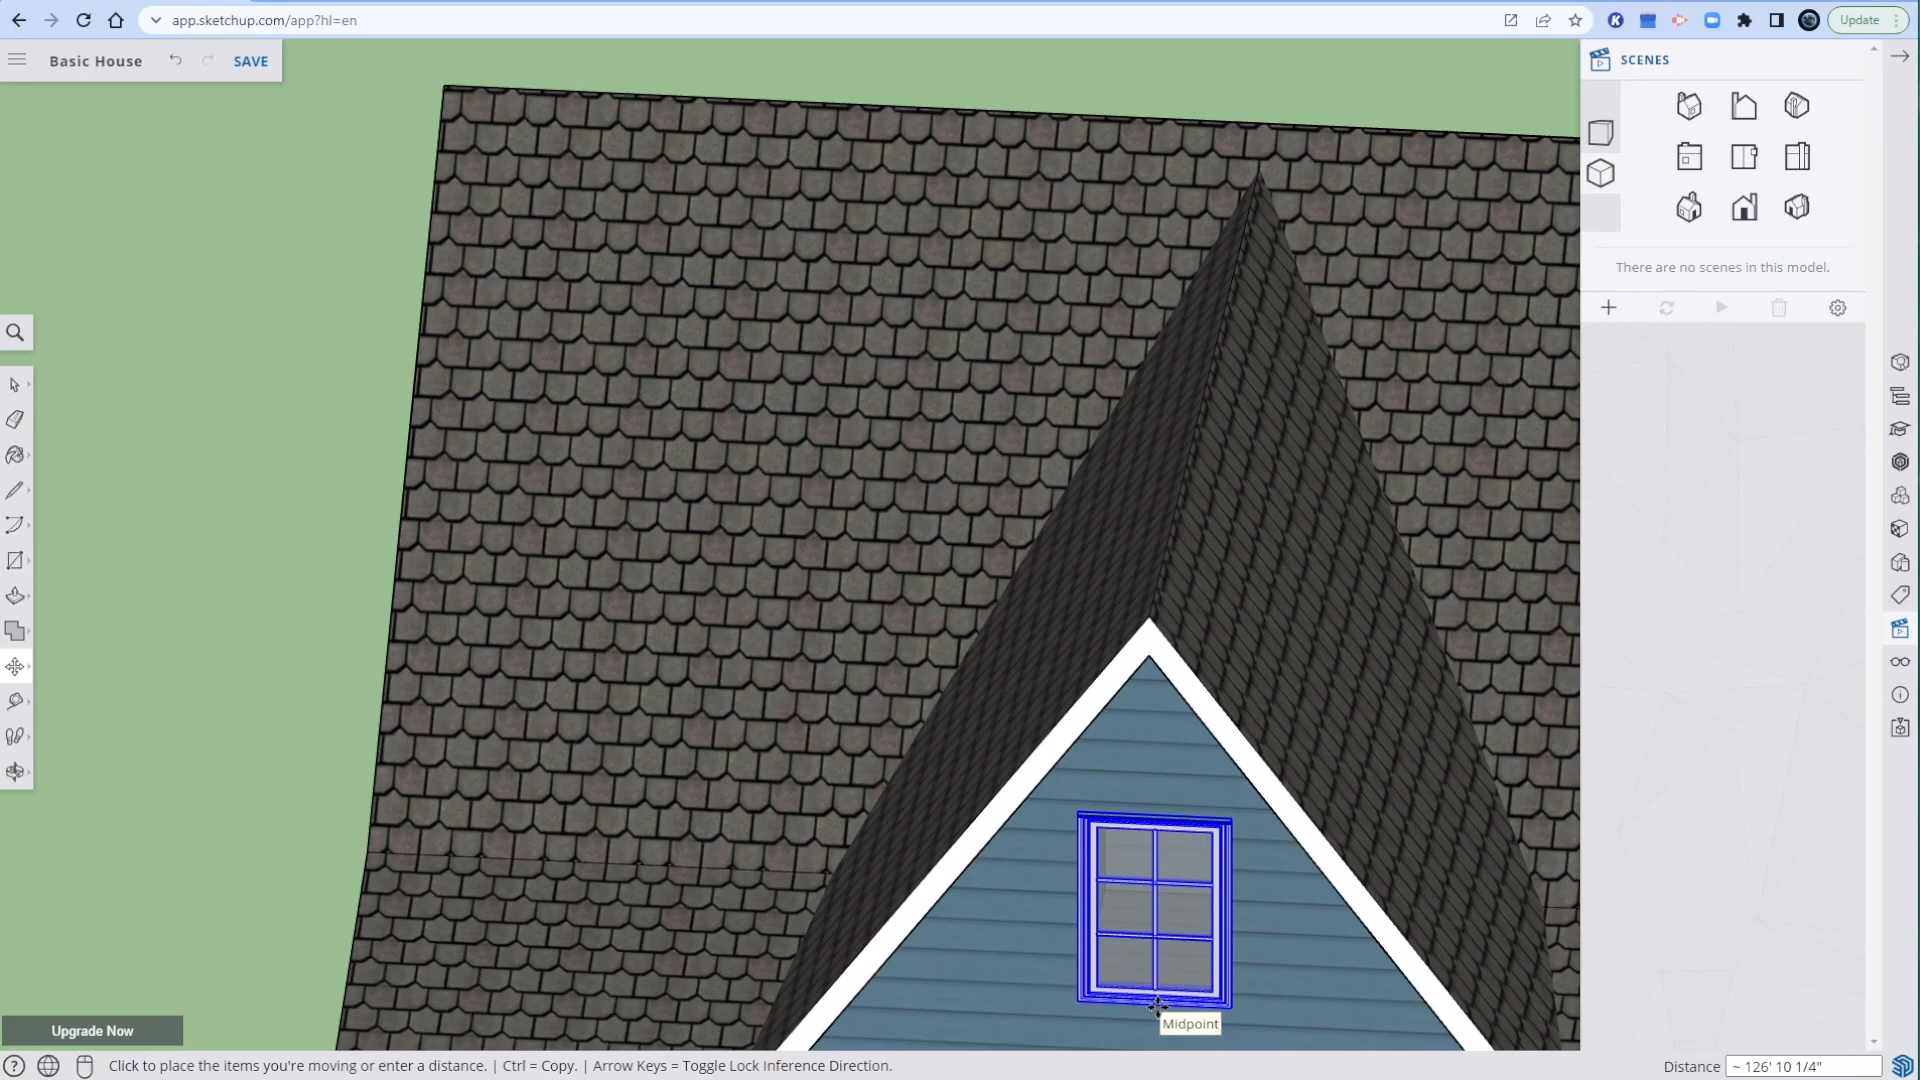 app.sketchup.com/app?hl=en
Update
Basic House
SAVE
SCENES
There are no scenes in this model.
Midpoint
Upgrade Now
Click to place the items you're moving or enter a distance. | Ctrl = Copy. | Arrow Keys = Toggle Lock Inference Direction.
Distance
~ 126' 10 1/4"